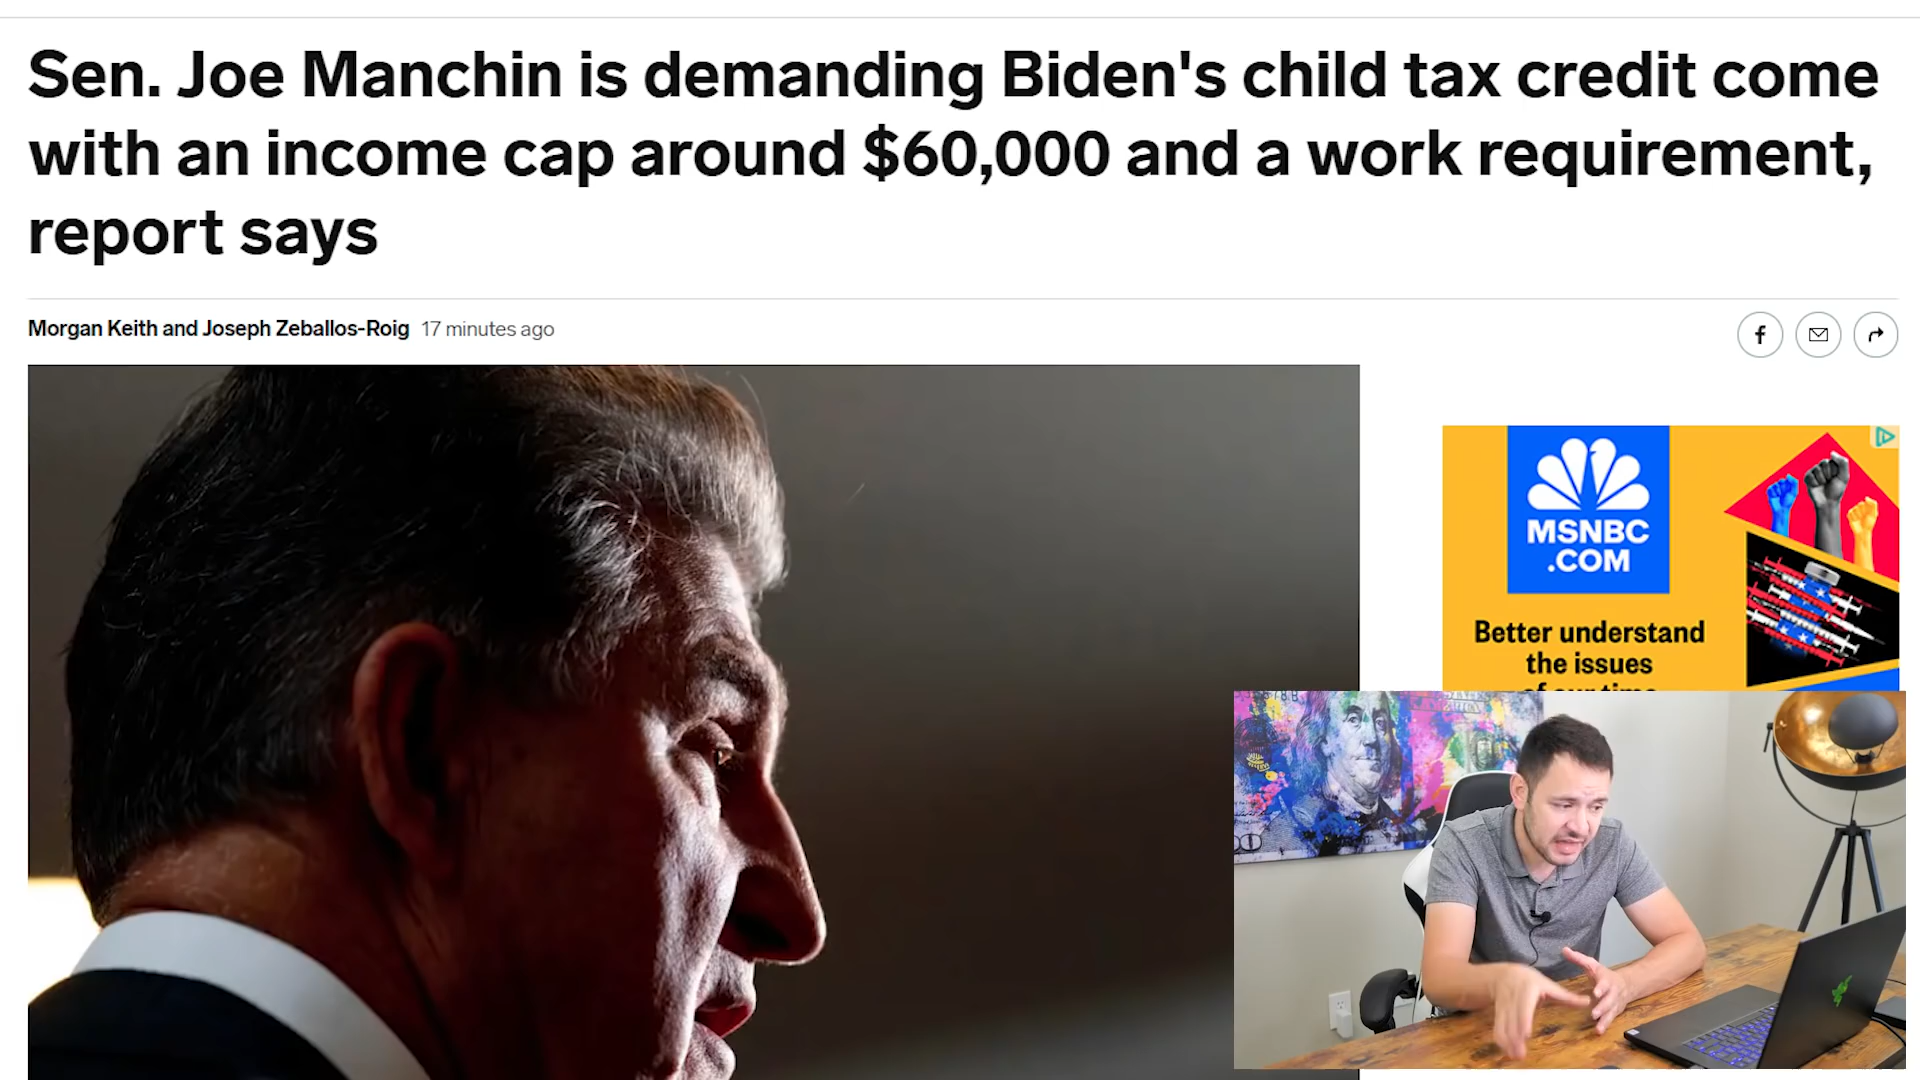 Sen. Joe Manchin is demanding Biden's child tax credit come
with an income cap around $60,000 and a work requirement,
report says
Morgan Keith and Joseph Zeballos-Roig 17 minutes ago
MSNBC
.COM
Better understand
the issues